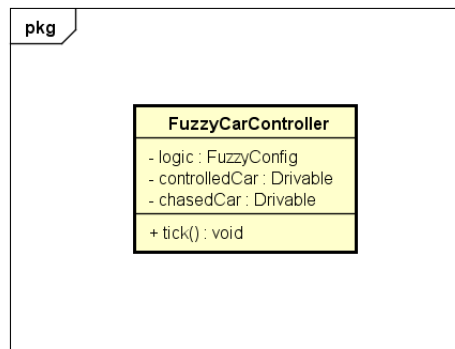 pkg
FuzzyCarController
- logic : FuzzyConfig
- controlledCar : Drivable
- chasedCar : Drivable
+ tick() : void